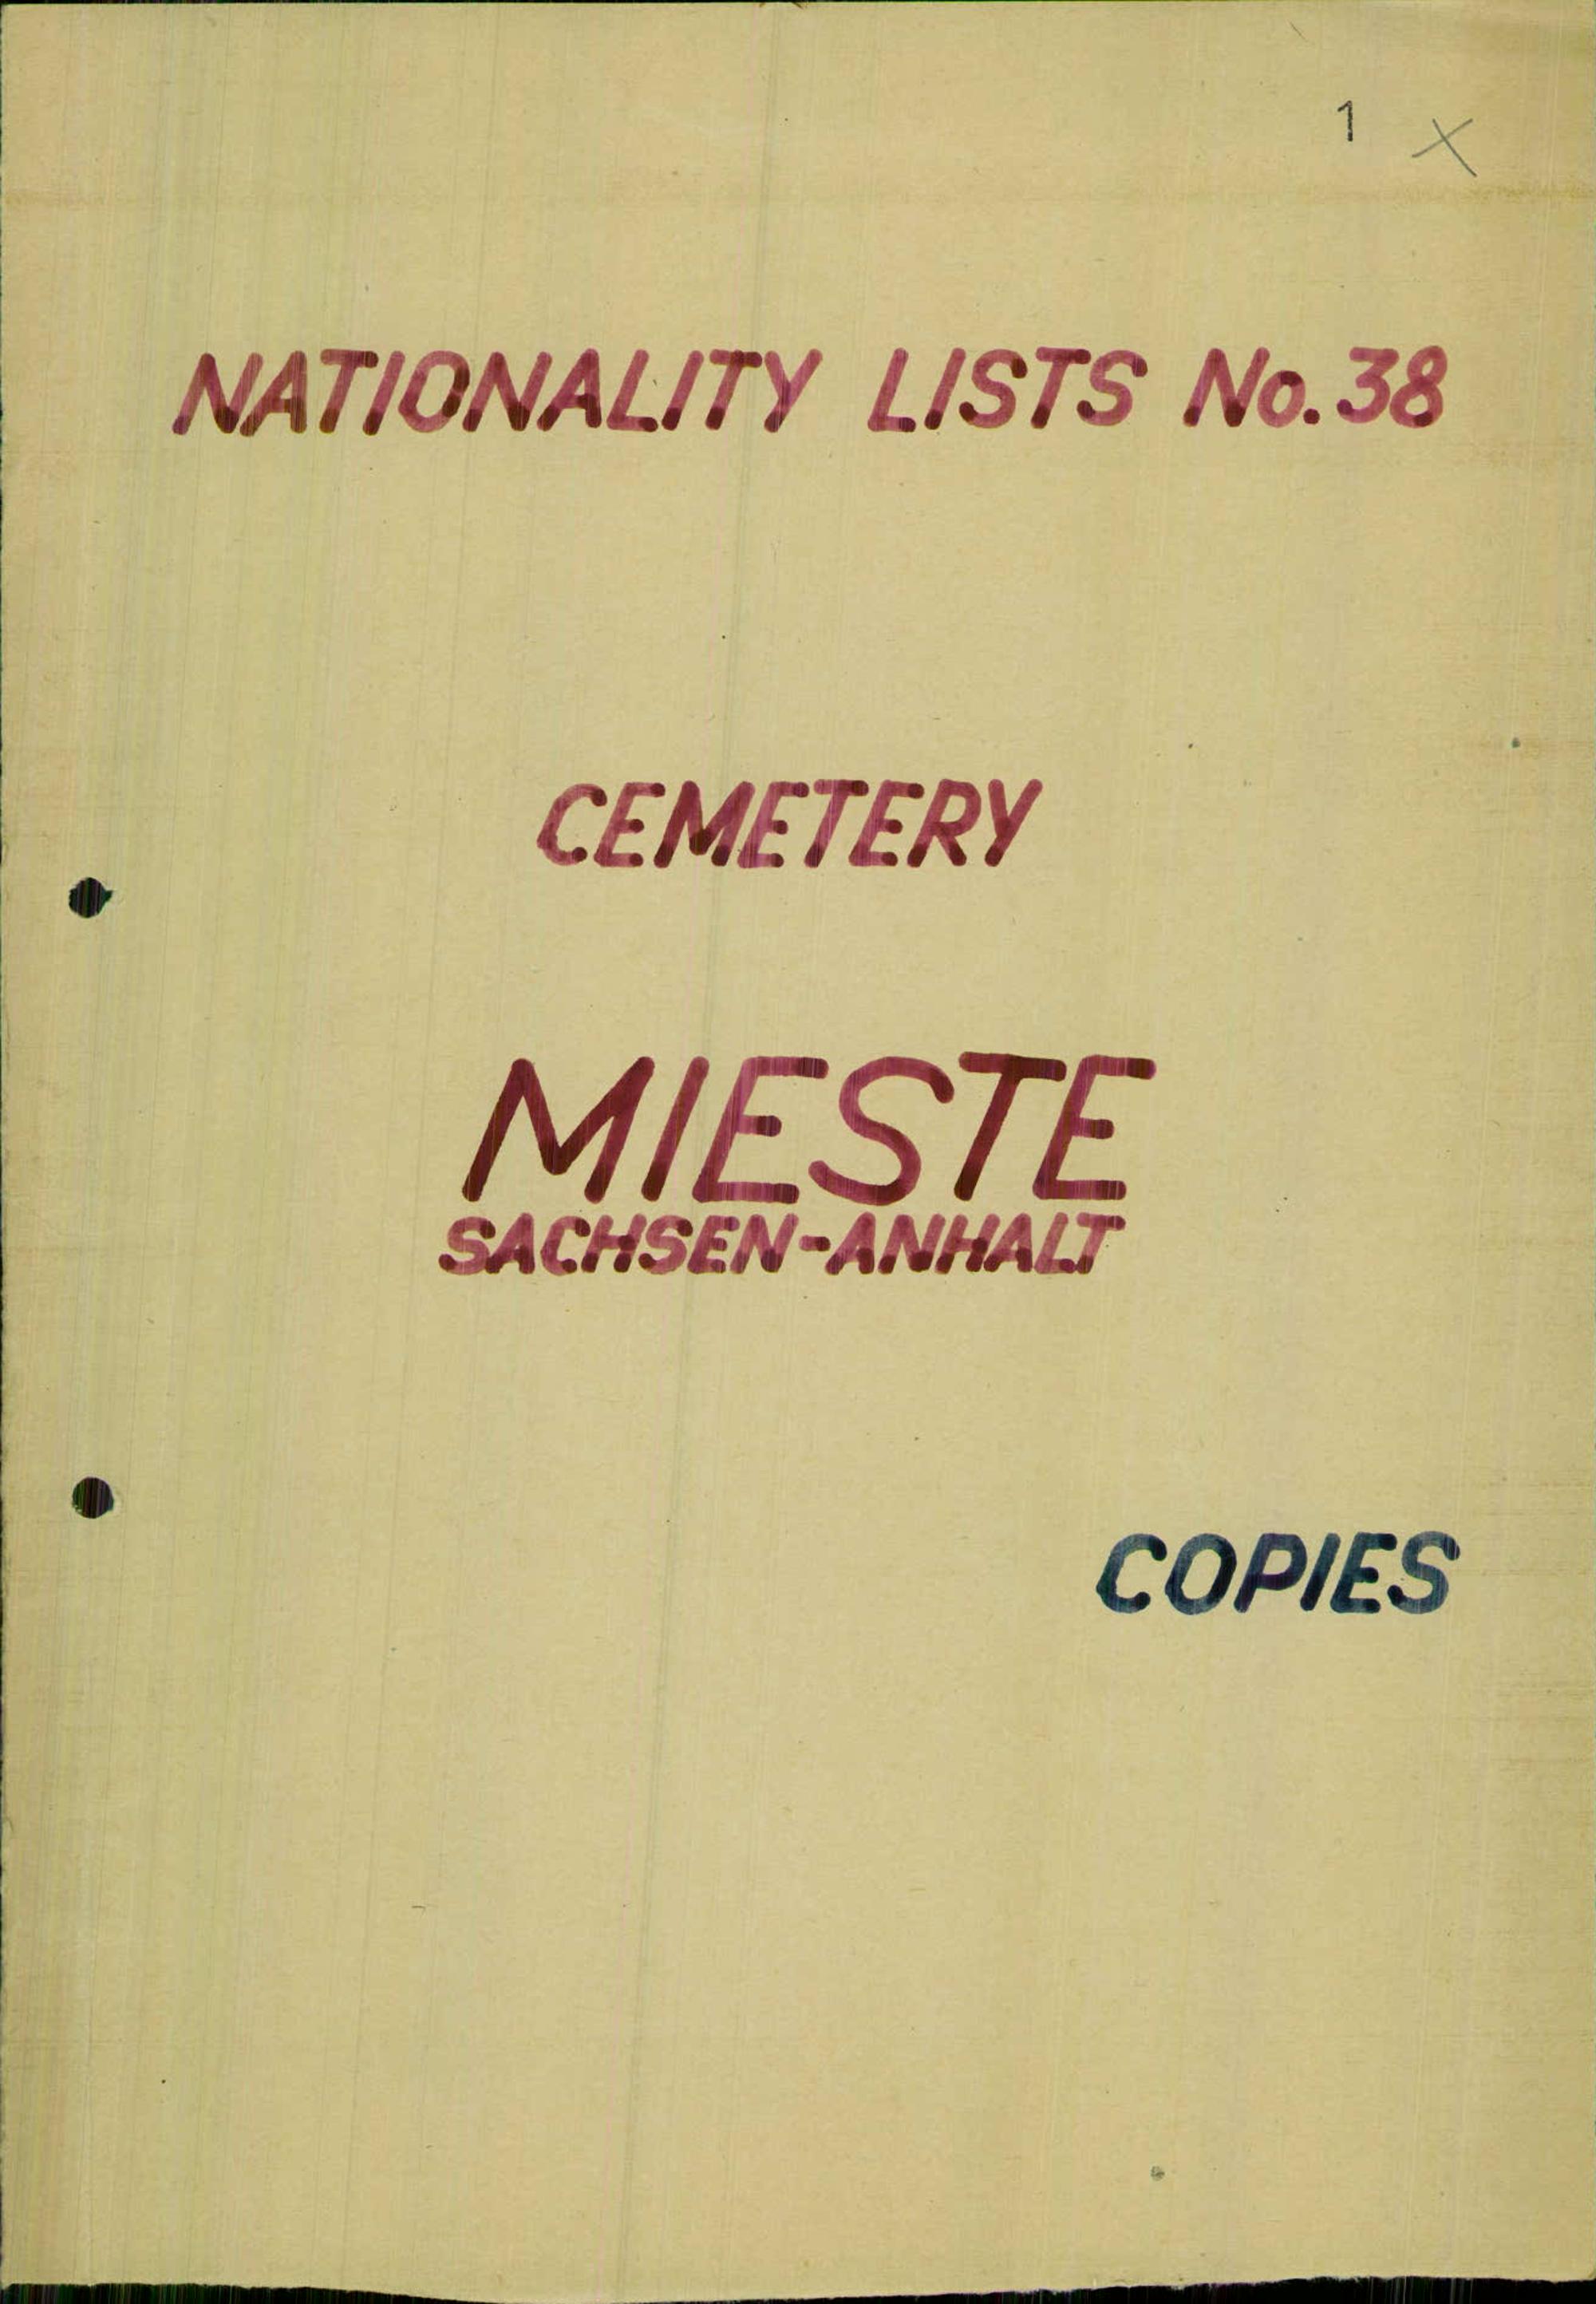 1 X
NATIONALITY LISTS No. 38
CEMETERY
MIESTE
SACHSEN-ANHALT
COPIES